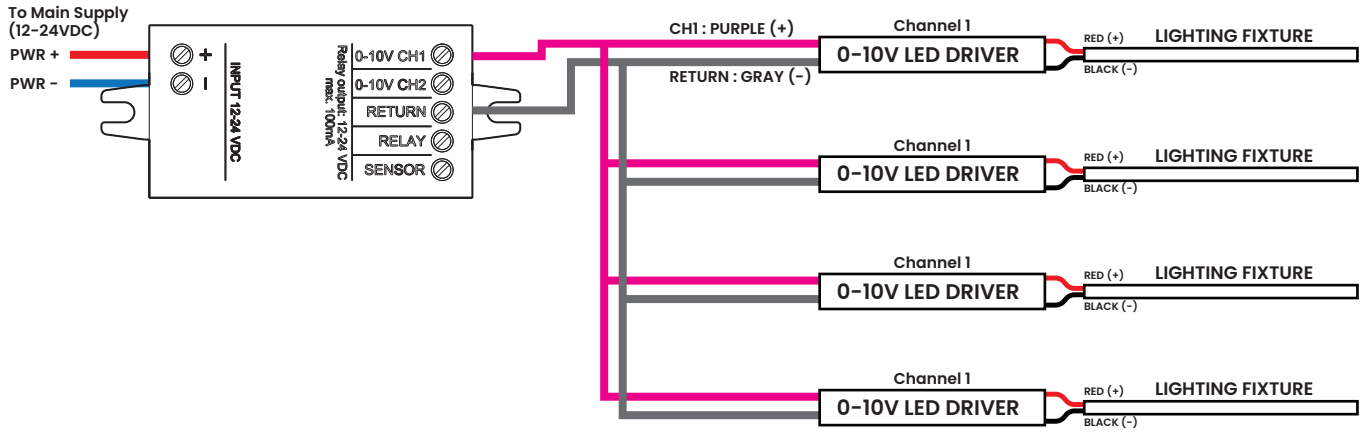 To Main Supply
(12-24VDC)
PWR +
PWR -
+
-
INPUT 12-24 VDC
Relay output: 12-24 VDC
max. 100mA
0-10V CH1
0-10V CH2
RETURN
RELAY
SENSOR
CH1 : PURPLE (+)
RETURN : GRAY (-)
Channel 1
0-10V LED DRIVER
RED (+)
BLACK (-)
LIGHTING FIXTURE
Channel 1
0-10V LED DRIVER
RED (+)
BLACK (-)
LIGHTING FIXTURE
Channel 1
0-10V LED DRIVER
RED (+)
BLACK (-)
LIGHTING FIXTURE
Channel 1
0-10V LED DRIVER
RED (+)
BLACK (-)
LIGHTING FIXTURE